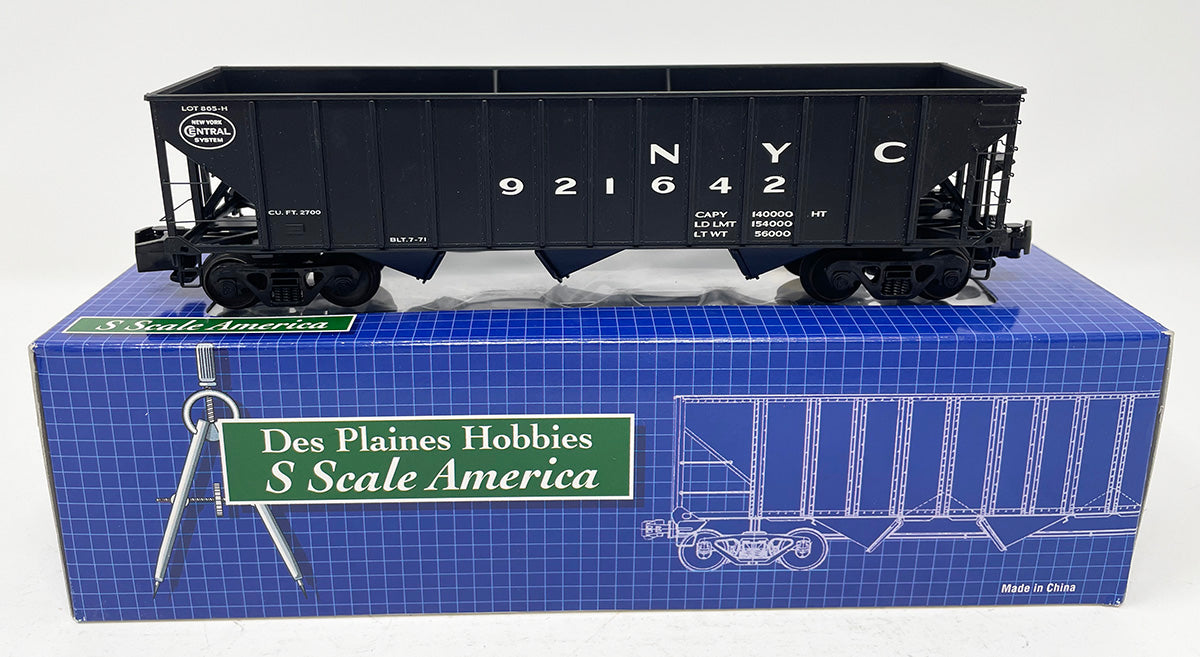 LOT 865-H
NEW YORK
CENTRAL
SYSTEM
N Y C
921642
CU. FT. 2700
BLT.7-71
CAPY 140000 HT
LD LMT 154000
LT WT 56000
S Scale America
Des Plaines Hobbies
S Scale America
Made in China